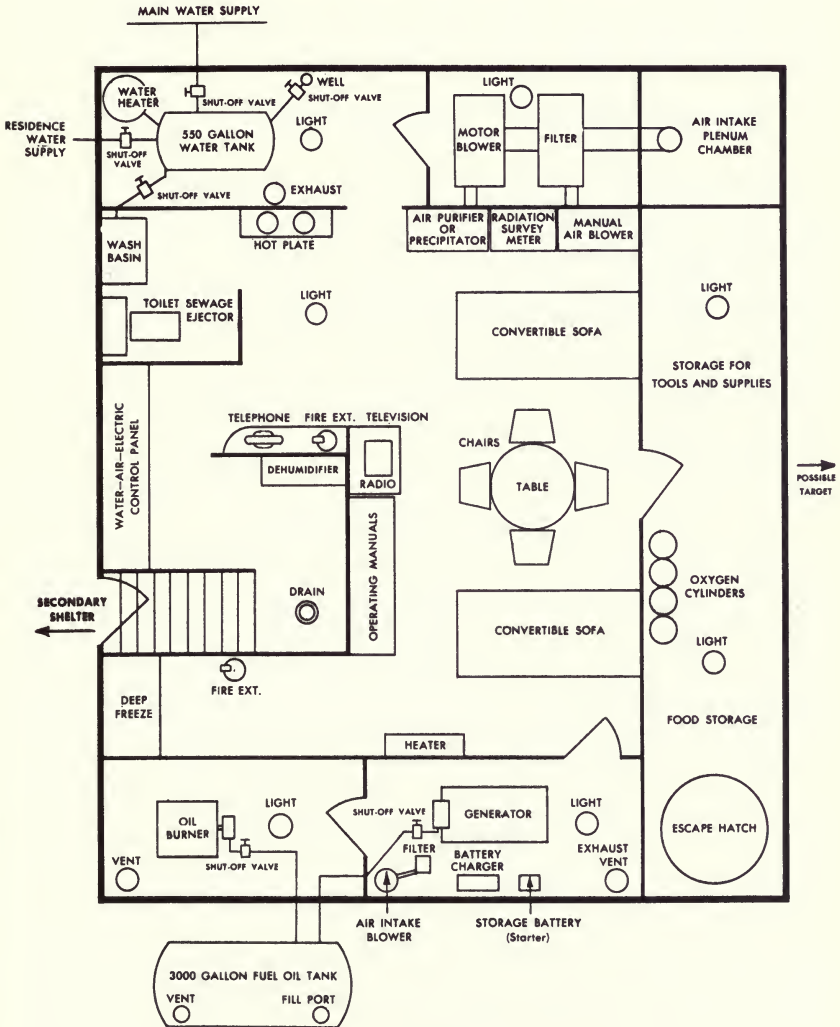 MAIN WATER SUPPLY
WATER
HEATER
SHUT-OFF VALVE
WELL
SHUT-OFF VALVE
LIGHT
RESIDENCE
WATER
SUPPLY
SHUT-OFF
VALVE
550 GALLON
WATER TANK
LIGHT
MOTOR
BLOWER
FILTER
AIR INTAKE
PLENUM
CHAMBER
SHUT-OFF VALVE
EXHAUST
WASH
BASIN
HOT PLATE
AIR PURIFIER
OR
PRECIPITATOR
RADIATION
SURVEY
METER
MANUAL
AIR BLOWER
TOILET SEWAGE
EJECTOR
LIGHT
CONVERTIBLE SOFA
LIGHT
STORAGE FOR
TOOLS AND SUPPLIES
WATER—AIR—ELECTRIC
CONTROL PANEL
TELEPHONE FIRE EXT. TELEVISION
DEHUMIDIFIER
RADIO
CHAIRS
TABLE
POSSIBLE
TARGET
OPERATING MANUALS
OXYGEN
CYLINDERS
SECONDARY
SHELTER
DRAIN
CONVERTIBLE SOFA
LIGHT
FIRE EXT.
DEEP
FREEZE
FOOD STORAGE
HEATER
OIL
BURNER
LIGHT
SHUT-OFF VALVE
VENT
SHUT-OFF VALVE
GENERATOR
LIGHT
FILTER
BATTERY
CHARGER
EXHAUST
VENT
ESCAPE HATCH
AIR INTAKE
BLOWER
STORAGE BATTERY
(Starter)
3000 GALLON FUEL OIL TANK
VENT
FILL PORT